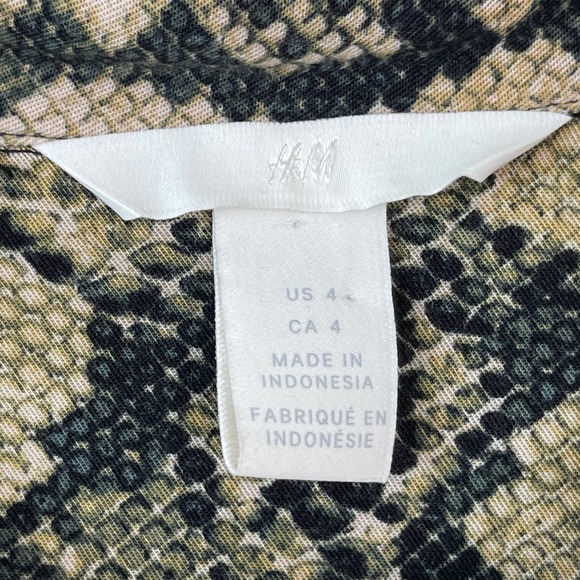 H&M
US 4
CA 4
MADE IN
INDONESIA
FABRIQUÉ EN
INDONÉSIE